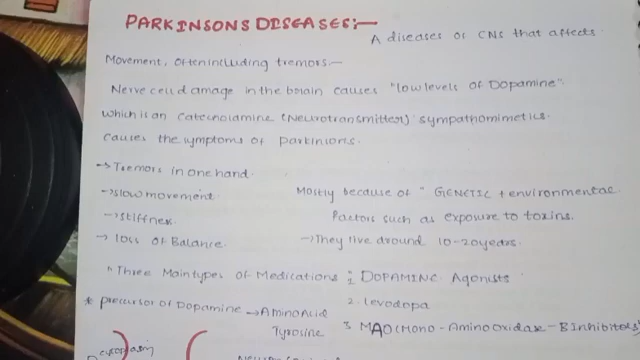 PARKINSONS DISEASES:-
A diseases of CNS that affects
Movement, often including tremors.-
Nerve cell damage in the brain causes "low levels of Dopamine"
which is an catecholamine (Neurotransmitter) sympathomimetics
causes the symptoms of parkinsons.
→ Tremors in one hand.
→ slow movement
→ stiffness
→ loss of Balance.
Mostly because of "GENETIC + environmental
Factors such as exposure to toxins.
→ They live around 10-20 years.
"Three Main types of Medications : 1 DOPAMINE Agonists
2. Levodopa
3 MAO (Mono-Aminooxidase-B Inhibitors)
* precursor of Dopamine → Amino Acid
Tyrosine